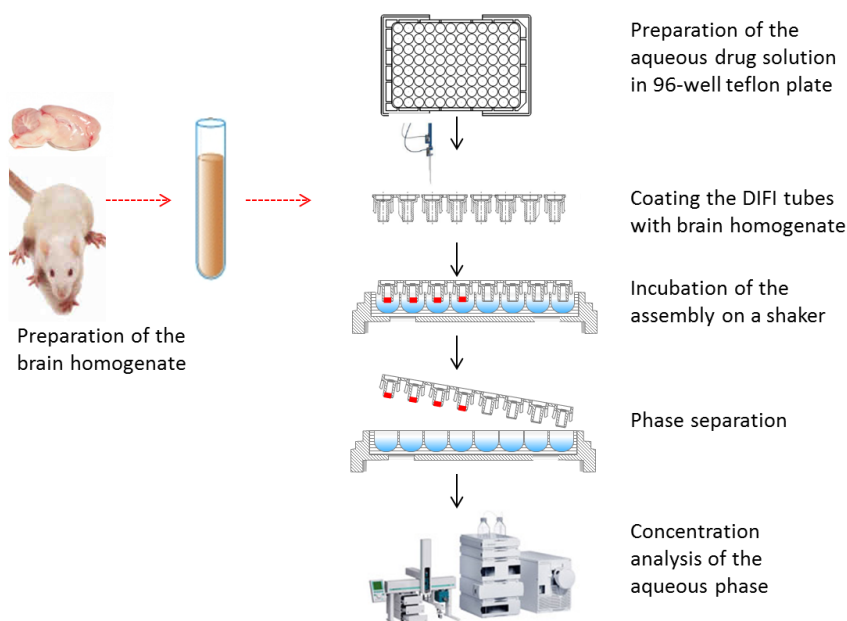 Preparation of the
aqueous drug solution
in 96-well teflon plate
Coating the DIFI tubes
with brain homogenate
Incubation of the
assembly on a shaker
Preparation of the
brain homogenate
Phase separation
Concentration
analysis of the
aqueous phase